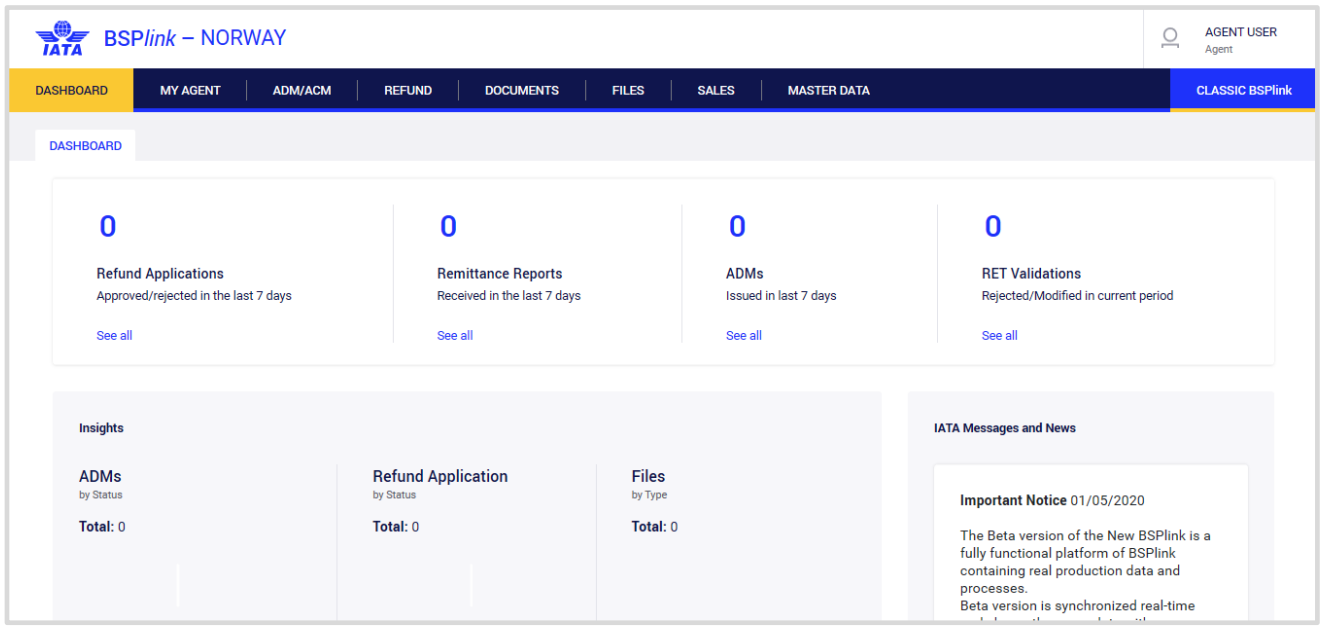 IATA
BSPlink – NORWAY
AGENT USER
Agent
DASHBOARD
MY AGENT
ADM/ACM
REFUND
DOCUMENTS
FILES
SALES
MASTER DATA
CLASSIC BSPlink
DASHBOARD
0
Refund Applications
Approved/rejected in the last 7 days
See all
0
Remittance Reports
Received in the last 7 days
See all
0
ADMs
Issued in last 7 days
See all
0
RET Validations
Rejected/Modified in current period
See all
Insights
ADMs
by Status
Total: 0
Refund Application
by Status
Total: 0
Files
by Type
Total: 0
IATA Messages and News
Important Notice 01/05/2020
The Beta version of the New BSPlink is a
fully functional platform of BSPlink
containing real production data and
processes.
Beta version is synchronized real-time